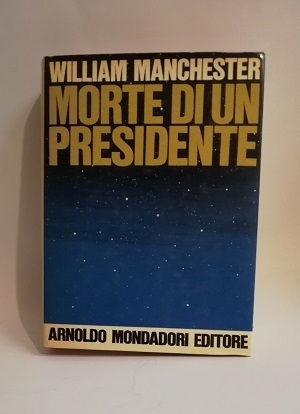 WILLIAM MANCHESTER
MORTE DI UN
PRESIDENTE
ARNOLDO MONDADORI EDITORE